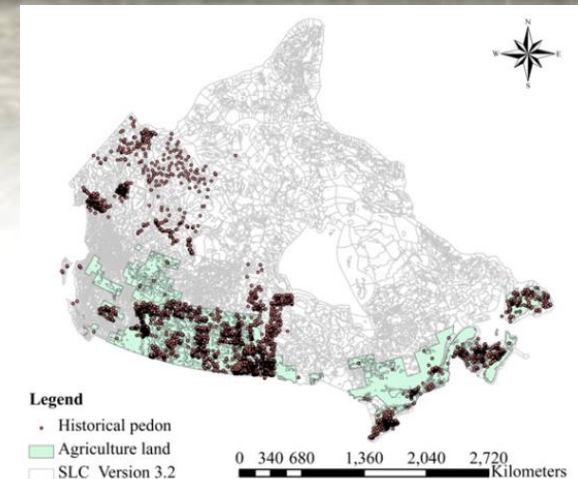 N
W E
S
Legend
Historical pedon
Agriculture land
SLC Version 3.2
0 340 680 1,360 2,040 2,720
Kilometers